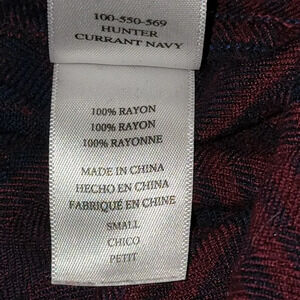 100-550-569
HUNTER
CURRANT NAVY
100% RAYON
100% RAYON
100% RAYONNE
MADE IN CHINA
HECHO EN CHINA
FABRIQUÉ EN CHINE
SMALL
CHICO
PETIT